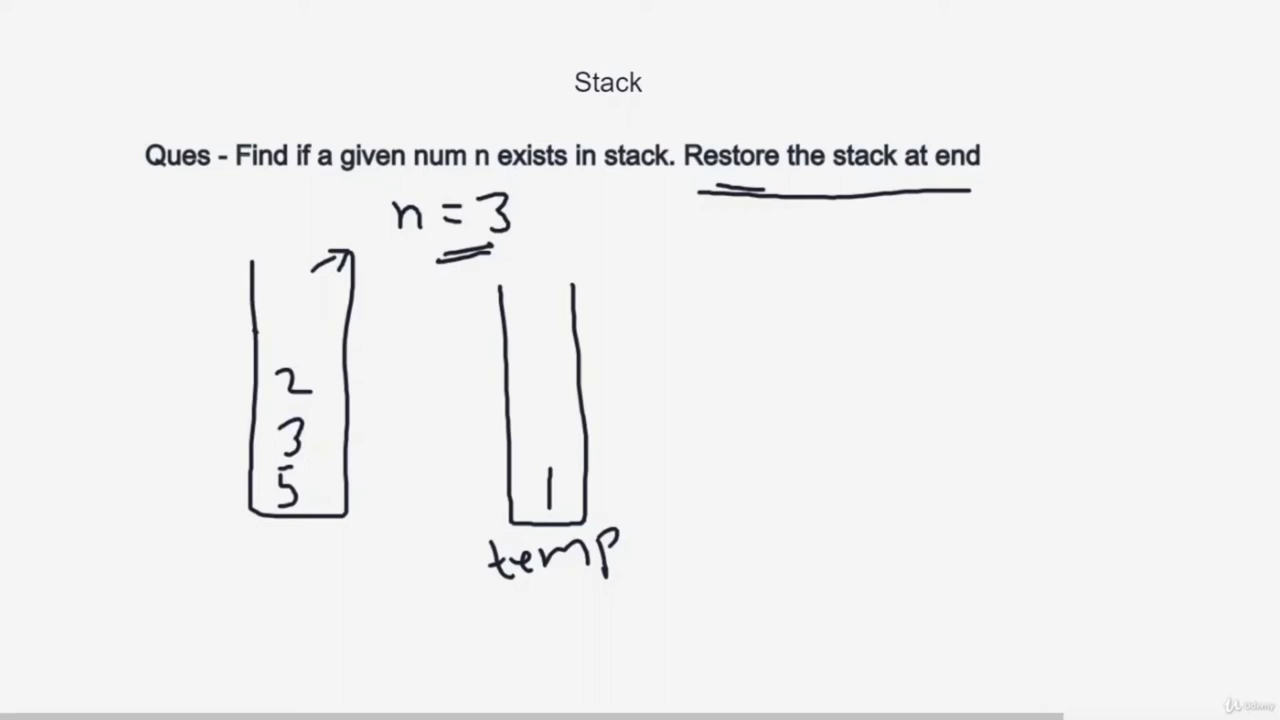 Stack
Ques - Find if a given num n exists in stack. Restore the stack at end
n = 3
2
3
5
1
temp
Udemy